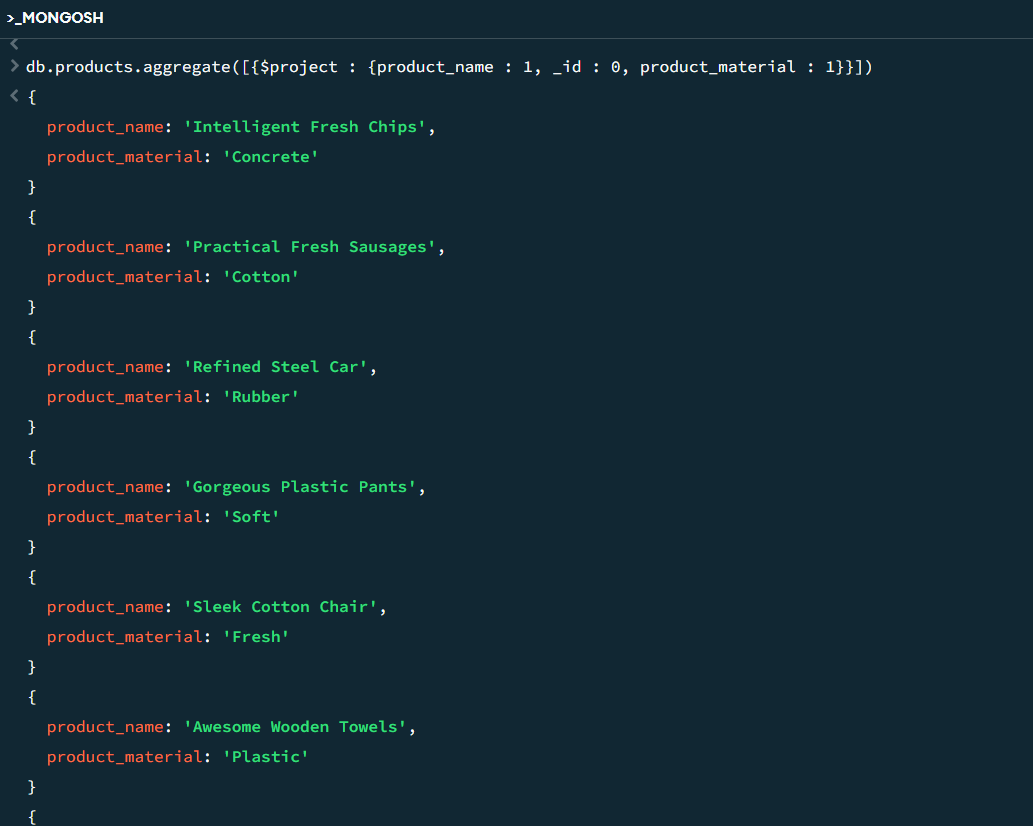 >_MONGOSH
<
> db.products.aggregate([{$project : {product_name : 1, _id : 0, product_material : 1}}])
< {
product_name: 'Intelligent Fresh Chips',
product_material: 'Concrete'
}
{
product_name: 'Practical Fresh Sausages',
product_material: 'Cotton'
}
{
product_name: 'Refined Steel Car',
product_material: 'Rubber'
}
{
product_name: 'Gorgeous Plastic Pants',
product_material: 'Soft'
}
{
product_name: 'Sleek Cotton Chair',
product_material: 'Fresh'
}
{
product_name: 'Awesome Wooden Towels',
product_material: 'Plastic'
}
{